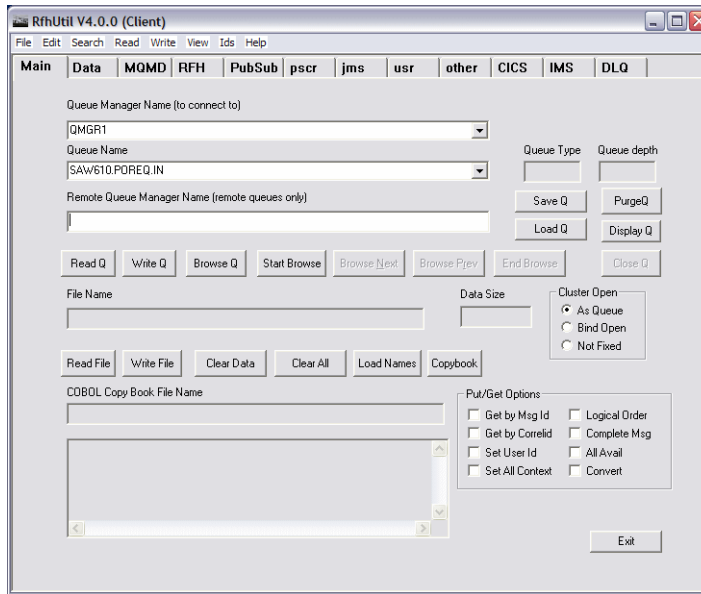 RfhUtil V4.0.0 (Client)
File Edit Search Read Write View Ids Help
Main Data MQMD RFH PubSub pscr jms usr other CICS IMS DLQ
Queue Manager Name (to connect to)
QMGR1
Queue Name Queue Type Queue depth
SAW610.POREQ.IN
Remote Queue Manager Name (remote queues only) Save Q PurgeQ
Load Q Display Q
Read Q Write Q Browse Q Start Browse Browse Next Browse Prev End Browse Close Q
File Name Data Size Cluster Open
As Queue
Bind Open
Not Fixed
Read File Write File Clear Data Clear All Load Names Copybook
COBOL Copy Book File Name Put/Get Options
Get by Msg Id Logical Order
Get by Correlid Complete Msg
Set User Id All Avail
Set All Context Convert
Exit